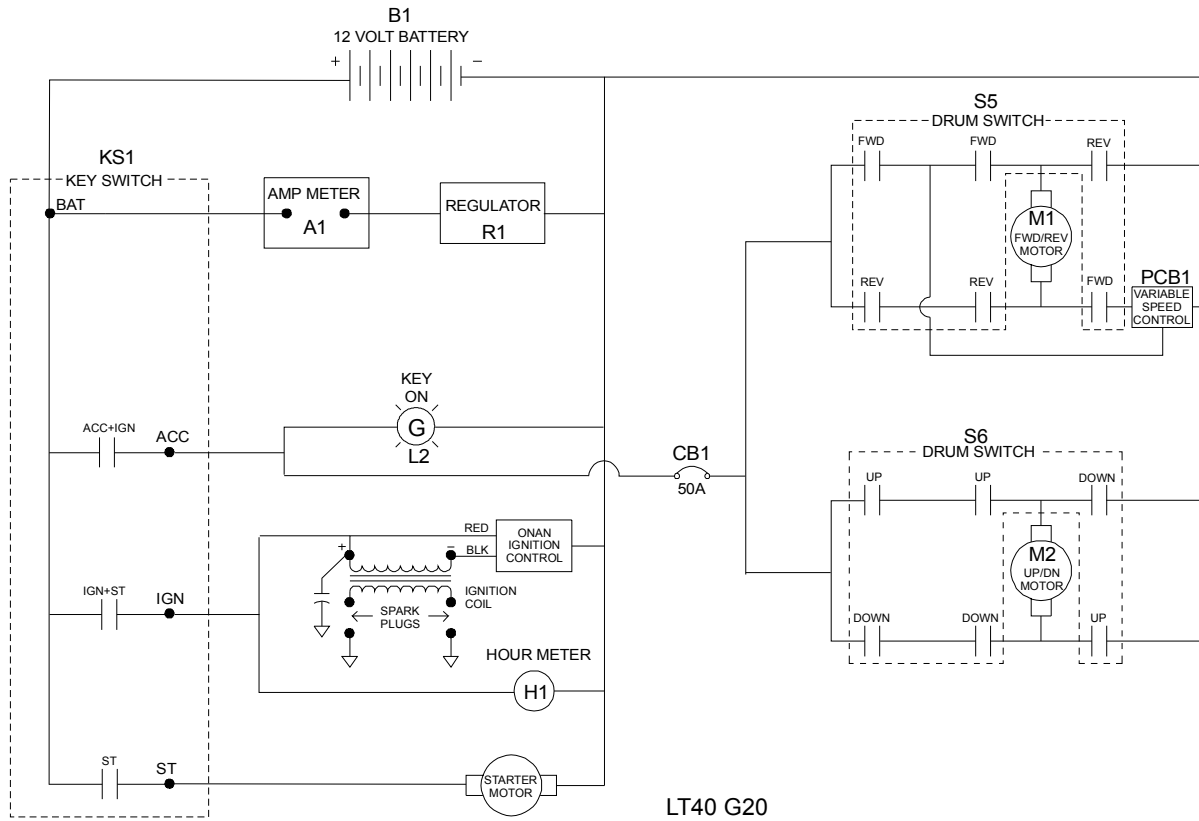 B1
12 VOLT BATTERY
+
−
S5
DRUM SWITCH
FWD
FWD
REV
KS1
KEY SWITCH
BAT
AMP METER
A1
REGULATOR
R1
M1
FWD/REV
MOTOR
REV
REV
FWD
PCB1
VARIABLE
SPEED
CONTROL
KEY
ON
G
L2
ACC+IGN
ACC
CB1
50A
S6
DRUM SWITCH
UP
UP
DOWN
RED
BLK
ONAN
IGNITION
CONTROL
+
−
IGNITION
COIL
SPARK
PLUGS
IGN+ST
IGN
M2
UP/DN
MOTOR
DOWN
DOWN
UP
HOUR METER
H1
ST
ST
STARTER
MOTOR
LT40 G20